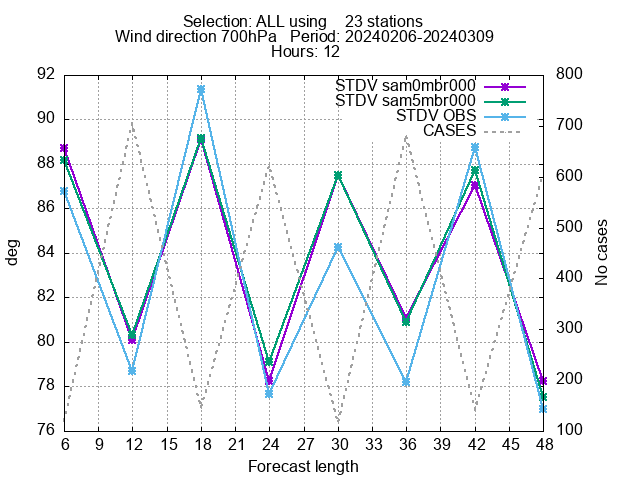 Selection: ALL using    23 stations
Wind direction 700hPa   Period: 20240206-20240309
Hours: 12
STDV sam0mbr000
STDV sam5mbr000
STDV OBS
CASES
92
90
88
86
84
82
80
78
76
deg
800
700
600
500
400
300
200
100
No cases
6 9 12 15 18 21 24 27 30 33 36 39 42 45 48
Forecast length